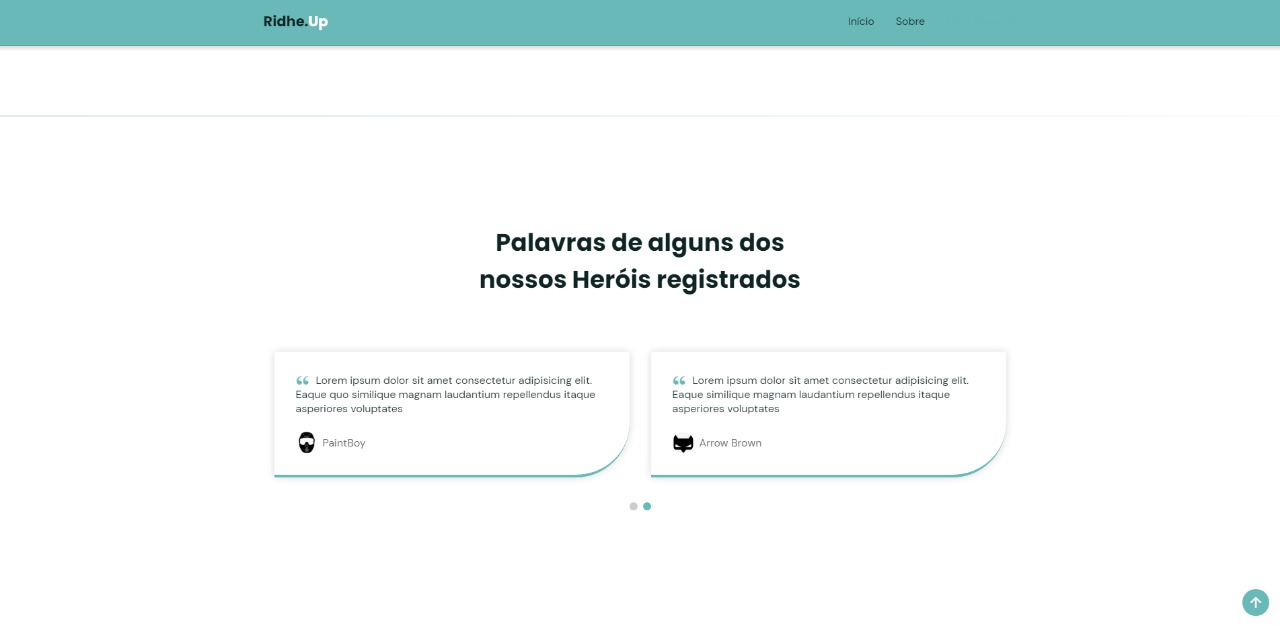 Ridhe.Up
Início
Sobre
Palavras de alguns dos
nossos Heróis registrados
“ Lorem ipsum dolor sit amet consectetur adipisicing elit.
Eaque quo similique magnam laudantium repellendus itaque
asperiores voluptates
PaintBoy
“ Lorem ipsum dolor sit amet consectetur adipisicing elit.
Eaque similique magnam laudantium repellendus itaque
asperiores voluptates
Arrow Brown